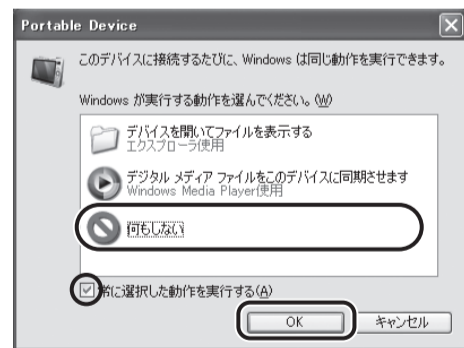 Portable Device
このデバイスに接続するたびに、Windows は同じ動作を実行できます。
Windows が実行する動作を選んでください。(W)
デバイスを開いてファイルを表示する
エクスプローラ使用
デジタル メディア ファイルをこのデバイスに同期させます
Windows Media Player使用
何もしない
常に選択した動作を実行する(A)
OK
キャンセル